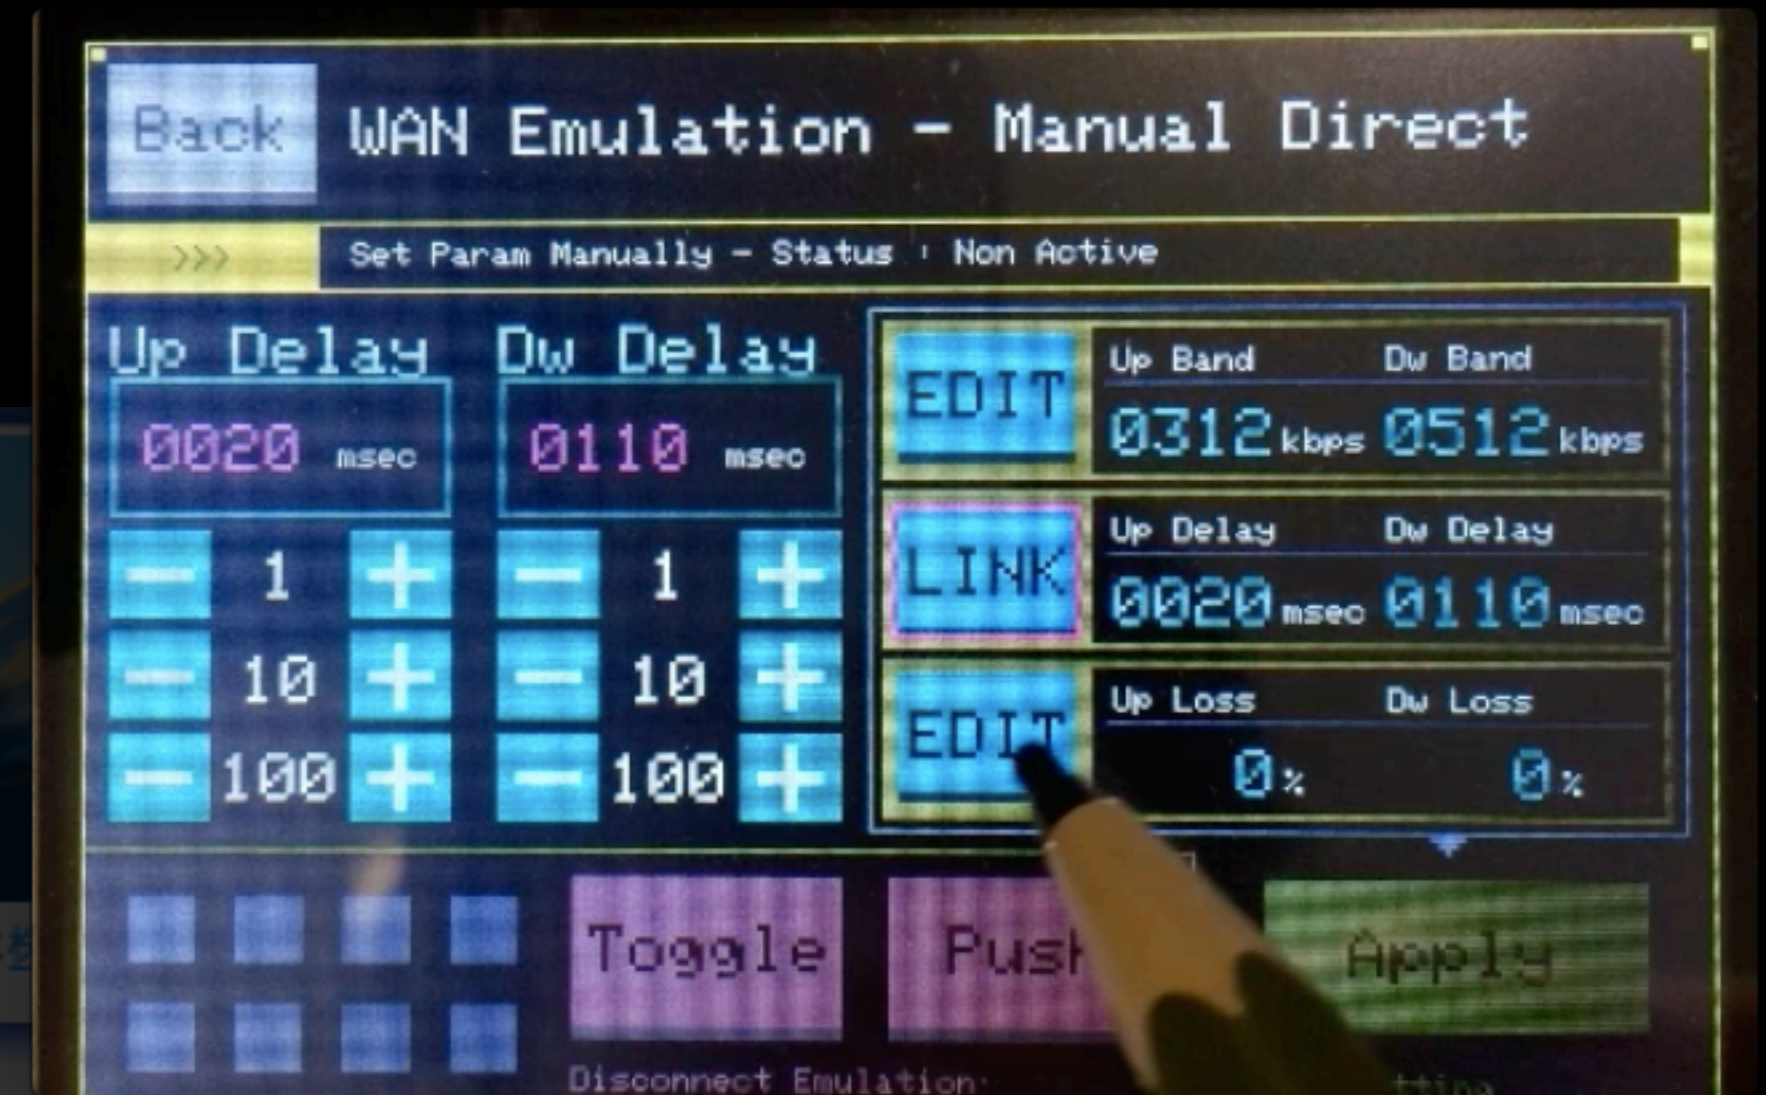 Back WAN Emulation - Manual Direct
>>> Set Param Manually - Status : Non Active
Up Delay Dw Delay
0020 msec 0110 msec
- 1 + - 1 +
- 10 + - 10 +
- 100 + - 100 +
EDIT
Up Band Dw Band
0312 kbps 0512 kbps
LINK
Up Delay Dw Delay
0020 msec 0110 msec
EDIT
Up Loss Dw Loss
0 % 0 %
Toggle Apply
Disconnect Emulation